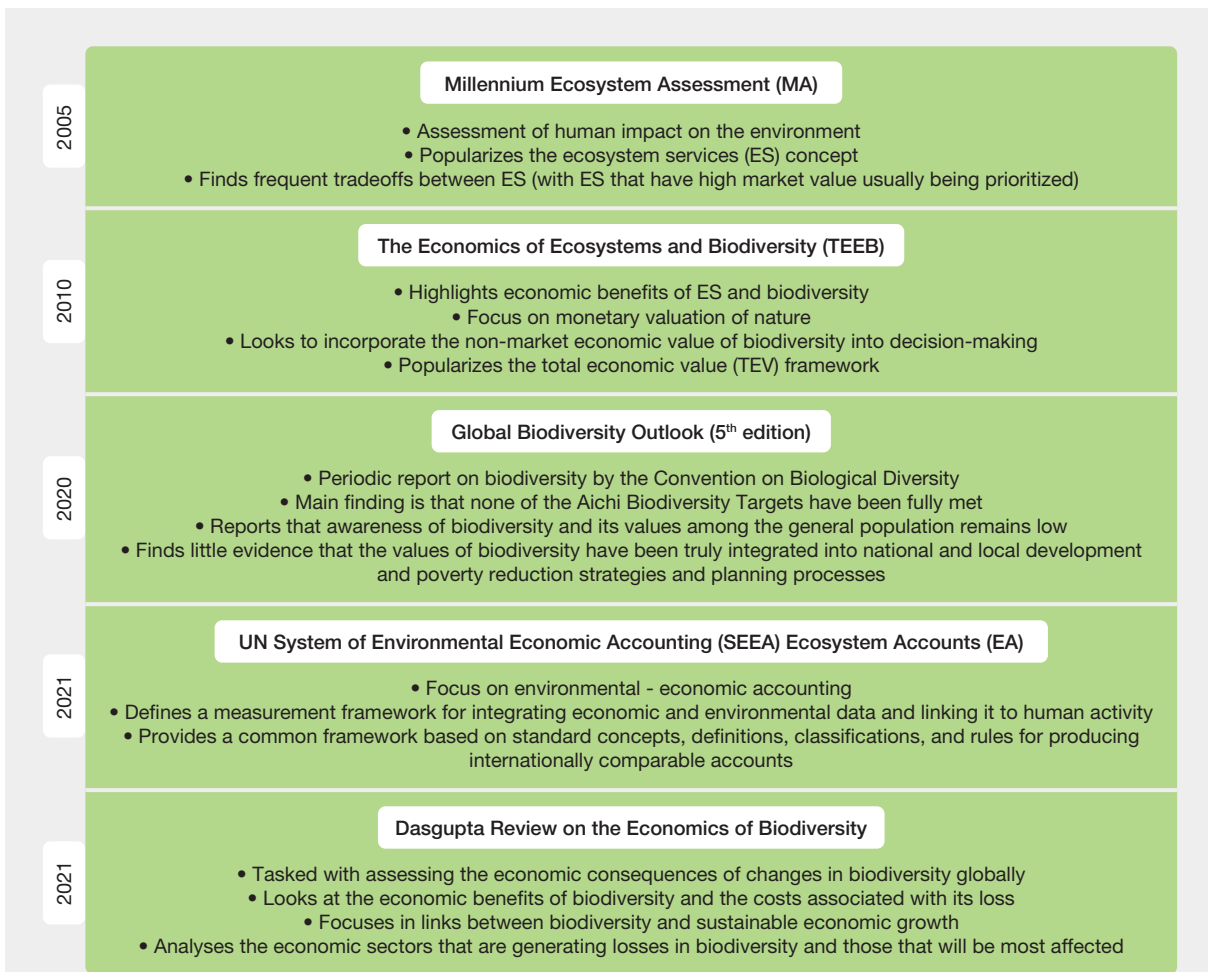 2005
Millennium Ecosystem Assessment (MA)
• Assessment of human impact on the environment
• Popularizes the ecosystem services (ES) concept
• Finds frequent tradeoffs between ES (with ES that have high market value usually being prioritized)
2010
The Economics of Ecosystems and Biodiversity (TEEB)
• Highlights economic benefits of ES and biodiversity
• Focus on monetary valuation of nature
• Looks to incorporate the non-market economic value of biodiversity into decision-making
• Popularizes the total economic value (TEV) framework
2020
Global Biodiversity Outlook (5th edition)
• Periodic report on biodiversity by the Convention on Biological Diversity
• Main finding is that none of the Aichi Biodiversity Targets have been fully met
• Reports that awareness of biodiversity and its values among the general population remains low
• Finds little evidence that the values of biodiversity have been truly integrated into national and local development
and poverty reduction strategies and planning processes
2021
UN System of Environmental Economic Accounting (SEEA) Ecosystem Accounts (EA)
• Focus on environmental - economic accounting
• Defines a measurement framework for integrating economic and environmental data and linking it to human activity
• Provides a common framework based on standard concepts, definitions, classifications, and rules for producing
internationally comparable accounts
2021
Dasgupta Review on the Economics of Biodiversity
• Tasked with assessing the economic consequences of changes in biodiversity globally
• Looks at the economic benefits of biodiversity and the costs associated with its loss
• Focuses in links between biodiversity and sustainable economic growth
• Analyses the economic sectors that are generating losses in biodiversity and those that will be most affected